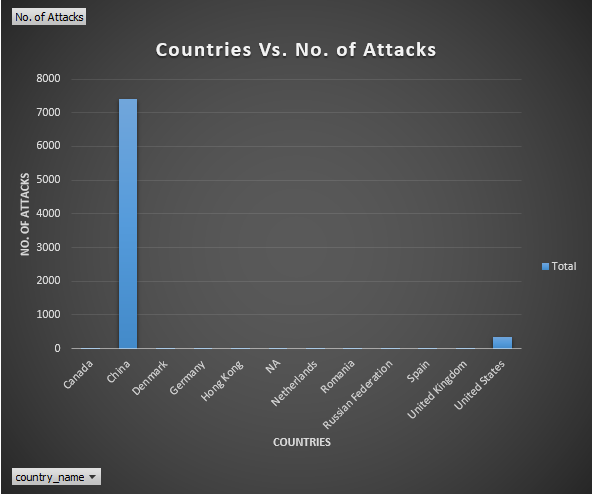 No. of Attacks
Countries Vs. No. of Attacks
8000
7000
6000
5000
4000
3000
2000
1000
0
NO. OF ATTACKS
Canada
China
Denmark
Germany
Hong Kong
NA
Netherlands
Romania
Russian Federation
Spain
United Kingdom
United States
COUNTRIES
Total
country_name